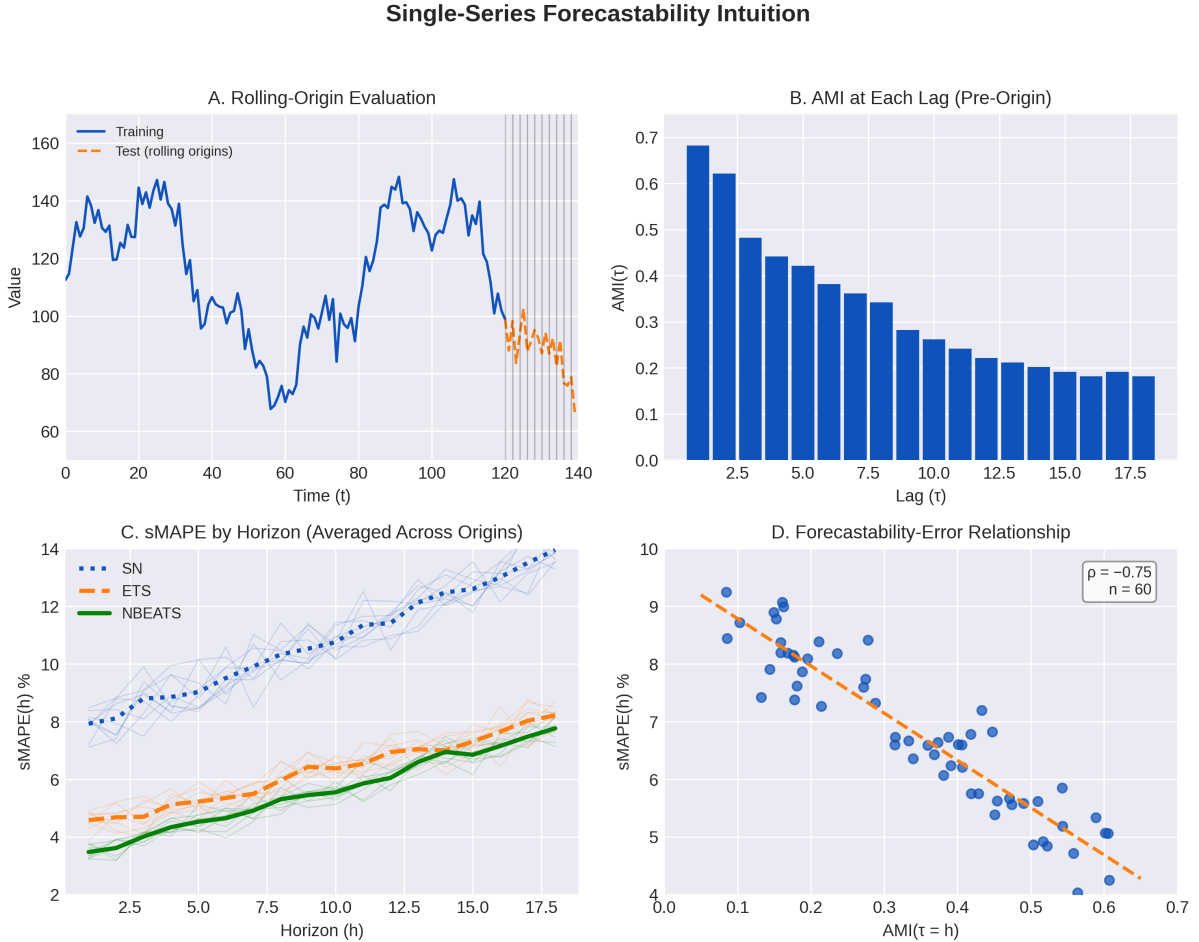 Single-Series Forecastability Intuition
A. Rolling-Origin Evaluation
Training
Test (rolling origins)
Value
160
140
120
100
80
60
0 20 40 60 80 100 120 140
Time (t)
B. AMI at Each Lag (Pre-Origin)
AMI(τ)
0.7
0.6
0.5
0.4
0.3
0.2
0.1
0.0
2.5 5.0 7.5 10.0 12.5 15.0 17.5
Lag (τ)
C. sMAPE by Horizon (Averaged Across Origins)
SN
ETS
NBEATS
sMAPE(h) %
14
12
10
8
6
4
2
2.5 5.0 7.5 10.0 12.5 15.0 17.5
Horizon (h)
D. Forecastability-Error Relationship
ρ = −0.75
n = 60
sMAPE(h) %
10
9
8
7
6
5
4
0.0 0.1 0.2 0.3 0.4 0.5 0.6 0.7
AMI(τ = h)